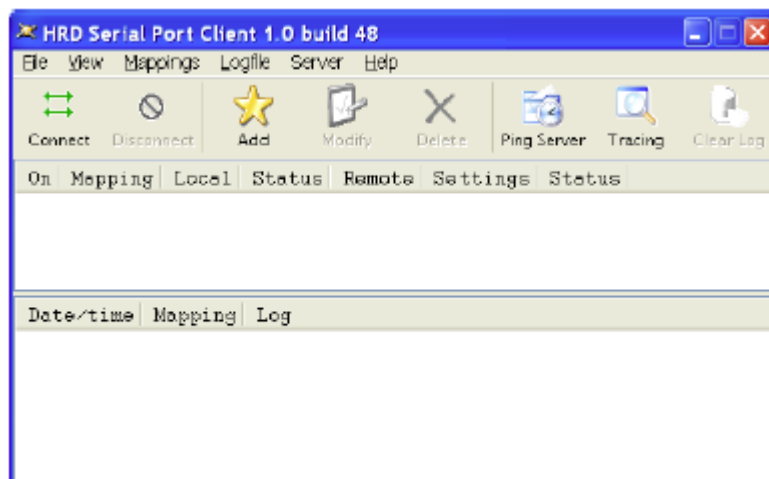 HRD Serial Port Client 1.0 build 48
File View Mappings Logfile Server Help
Connect Disconnect Add Modify Delete Ping Server Tracing Clear Log
On Mapping Local Status Remote Settings Status
Date/time Mapping Log